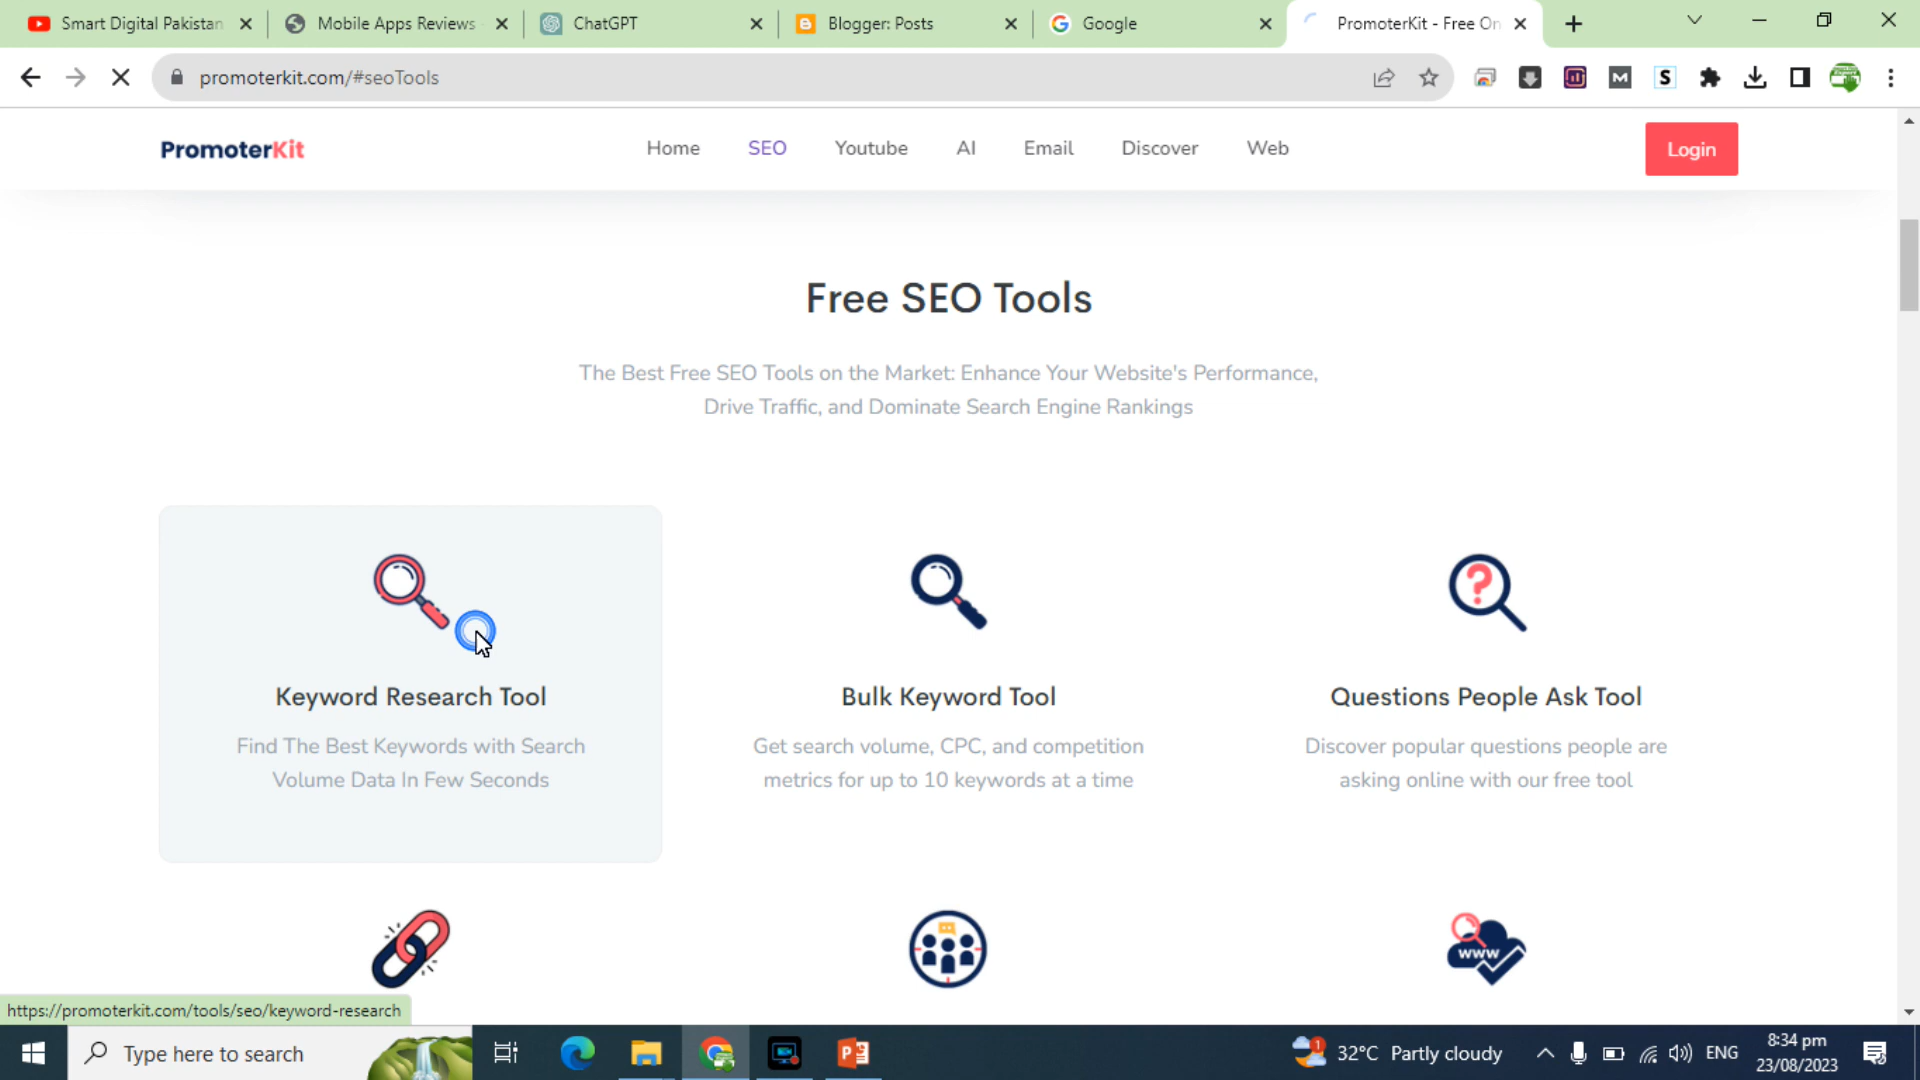 Smart Digital Pakistan
Mobile Apps Reviews
ChatGPT
Blogger: Posts
Google
PromoterKit - Free On
promoterkit.com/#seoTools
PromoterKit
Home
SEO
Youtube
AI
Email
Discover
Web
Login
Free SEO Tools
The Best Free SEO Tools on the Market: Enhance Your Website's Performance,
Drive Traffic, and Dominate Search Engine Rankings
Keyword Research Tool
Find The Best Keywords with Search
Volume Data In Few Seconds
Bulk Keyword Tool
Get search volume, CPC, and competition
metrics for up to 10 keywords at a time
Questions People Ask Tool
Discover popular questions people are
asking online with our free tool
www
https://promoterkit.com/tools/seo/keyword-research
Type here to search
32°C Partly cloudy
ENG
8:34 pm
23/08/2023